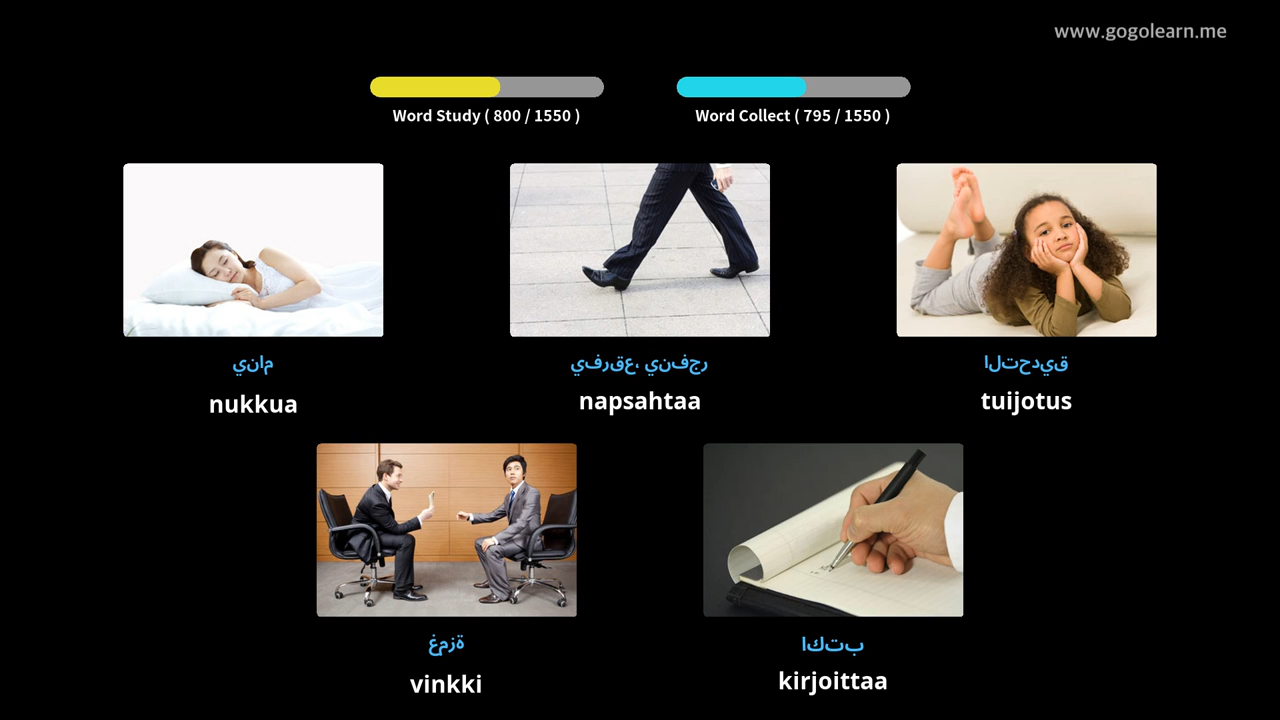 www.gogolearn.me
Word Study ( 800 / 1550 )
Word Collect ( 795 / 1550 )
ينام
nukkua
يفرقع، ينفجر
napsahtaa
التحديق
tuijotus
غمزة
vinkki
اكتب
kirjoittaa